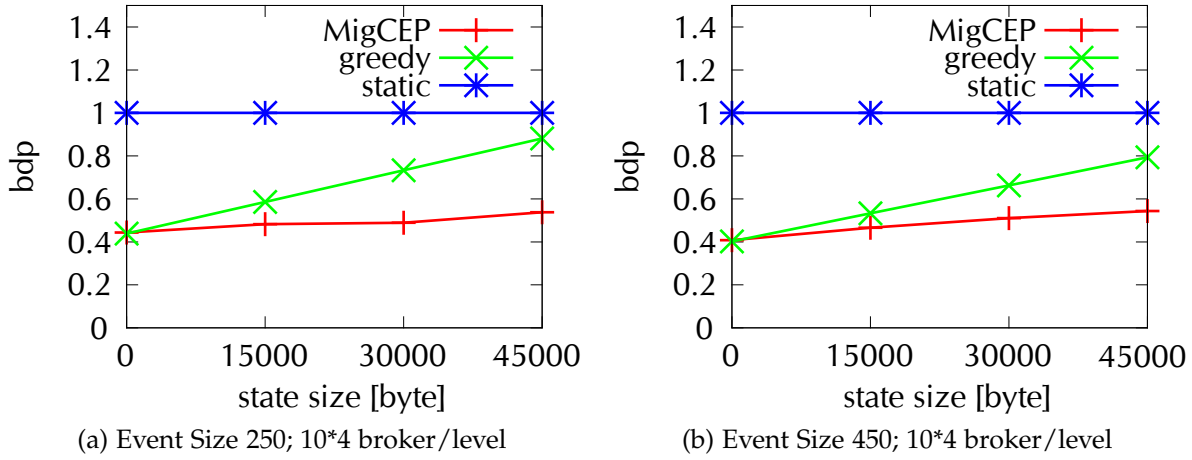 MigCEP
greedy
static
1.4
1.2
1
0.8
0.6
0.4
0.2
0
bdp
0 15000 30000 45000
state size [byte]
(a) Event Size 250; 10*4 broker/level
MigCEP
greedy
static
1.4
1.2
1
0.8
0.6
0.4
0.2
0
bdp
0 15000 30000 45000
state size [byte]
(b) Event Size 450; 10*4 broker/level